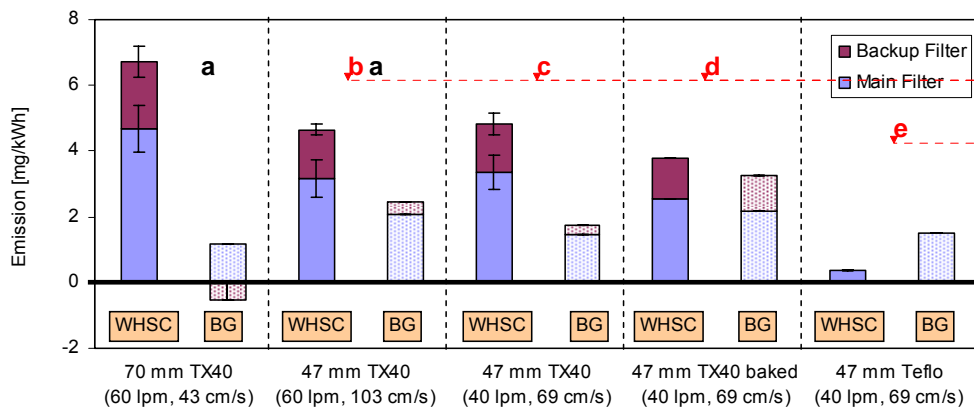 8
6
4
2
0
-2
Emission [mg/kWh]
a
b a
c
d
e
Backup Filter
Main Filter
WHSC BG WHSC BG WHSC BG WHSC BG WHSC BG
70 mm TX40 47 mm TX40 47 mm TX40 47 mm TX40 baked 47 mm Teflo
(60 lpm, 43 cm/s) (60 lpm, 103 cm/s) (40 lpm, 69 cm/s) (40 lpm, 69 cm/s) (40 lpm, 69 cm/s)